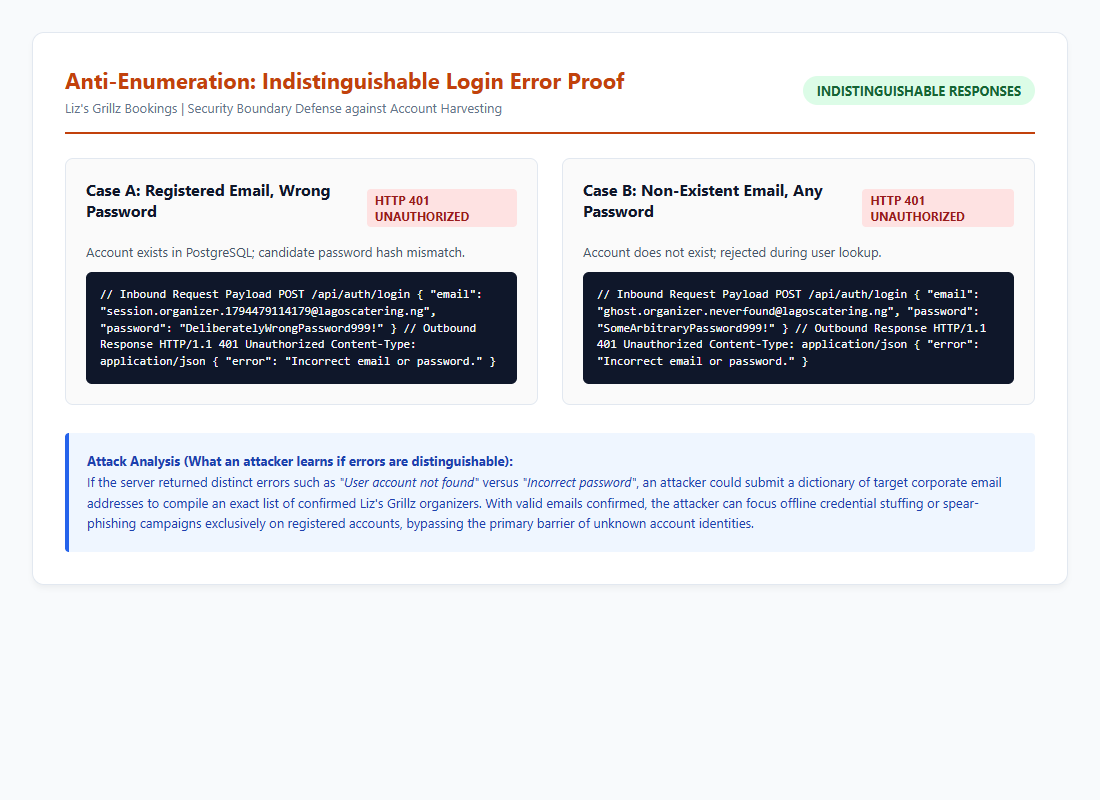 Anti-Enumeration: Indistinguishable Login Error Proof
Liz's Grillz Bookings | Security Boundary Defense against Account Harvesting
INDISTINGUISHABLE RESPONSES
Case A: Registered Email, Wrong
Password
HTTP 401
UNAUTHORIZED
Account exists in PostgreSQL; candidate password hash mismatch.
// Inbound Request Payload POST /api/auth/login { "email":
"session.organizer.1794479114179@lagoscatering.ng",
"password": "DeliberatelyWrongPassword999!" } // Outbound
Response HTTP/1.1 401 Unauthorized Content-Type:
application/json { "error": "Incorrect email or password." }
Case B: Non-Existent Email, Any
Password
HTTP 401
UNAUTHORIZED
Account does not exist; rejected during user lookup.
// Inbound Request Payload POST /api/auth/login { "email":
"ghost.organizer.neverfound@lagoscatering.ng", "password":
"SomeArbitraryPassword999!" } // Outbound Response HTTP/1.1
401 Unauthorized Content-Type: application/json { "error":
"Incorrect email or password." }
Attack Analysis (What an attacker learns if errors are distinguishable):
If the server returned distinct errors such as "User account not found" versus "Incorrect password", an attacker could submit a dictionary of target corporate email
addresses to compile an exact list of confirmed Liz's Grillz organizers. With valid emails confirmed, the attacker can focus offline credential stuffing or spear-
phishing campaigns exclusively on registered accounts, bypassing the primary barrier of unknown account identities.